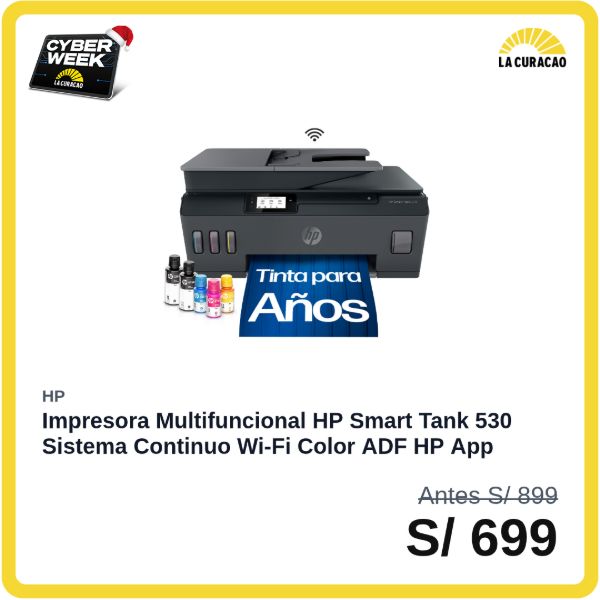 CYBER
WEEK
LA CURACAO
LA CURACAO
hp
Tinta para
Años
HP
Impresora Multifuncional HP Smart Tank 530
Sistema Continuo Wi-Fi Color ADF HP App
Antes S/ 899
S/ 699